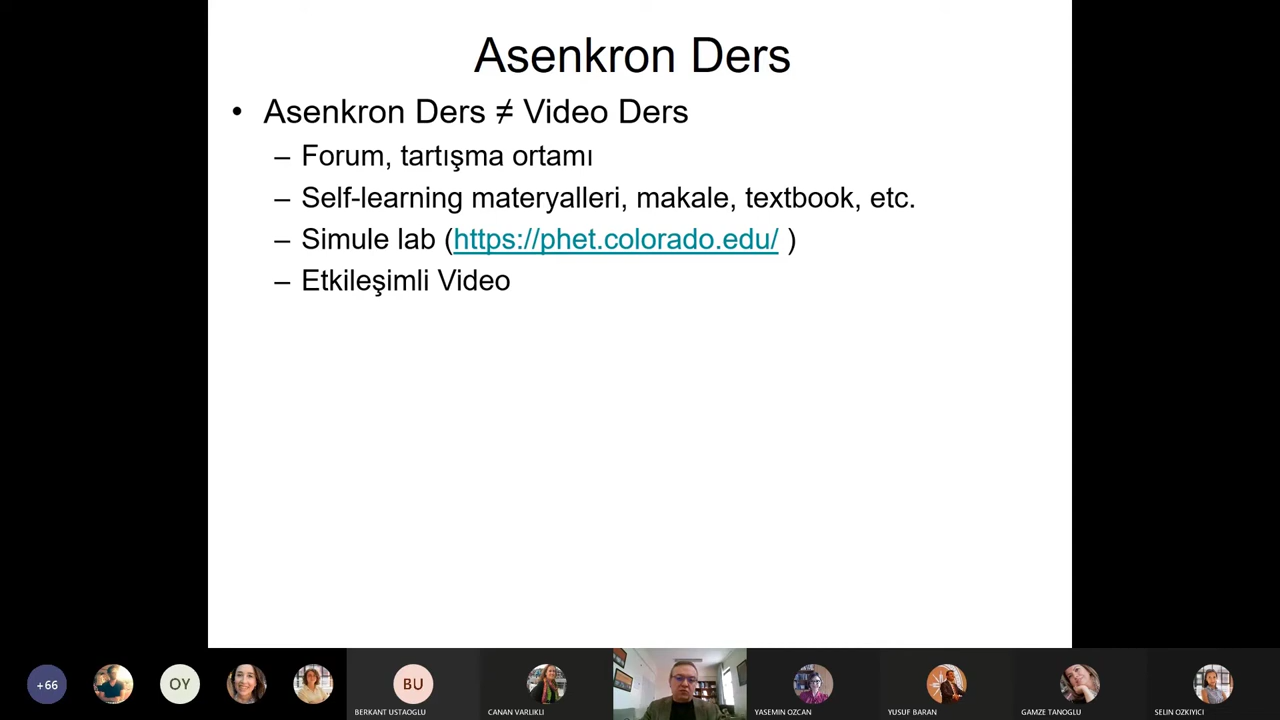 Asenkron Ders
• Asenkron Ders ≠ Video Ders
– Forum, tartışma ortamı
– Self-learning materyalleri, makale, textbook, etc.
– Simule lab (https://phet.colorado.edu/ )
– Etkileşimli Video
+66
OY
BU
BERKANT USTAOGLU
CANAN VARLIKLI
YASEMIN OZCAN
YUSUF BARAN
GAMZE TANOGLU
SELIN OZKIYICI